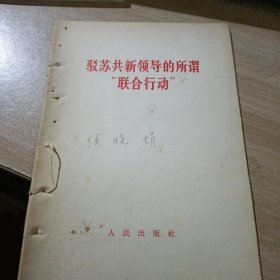 驳苏共新领导的所谓
“联合行动”
侯晓娟
人民出版社